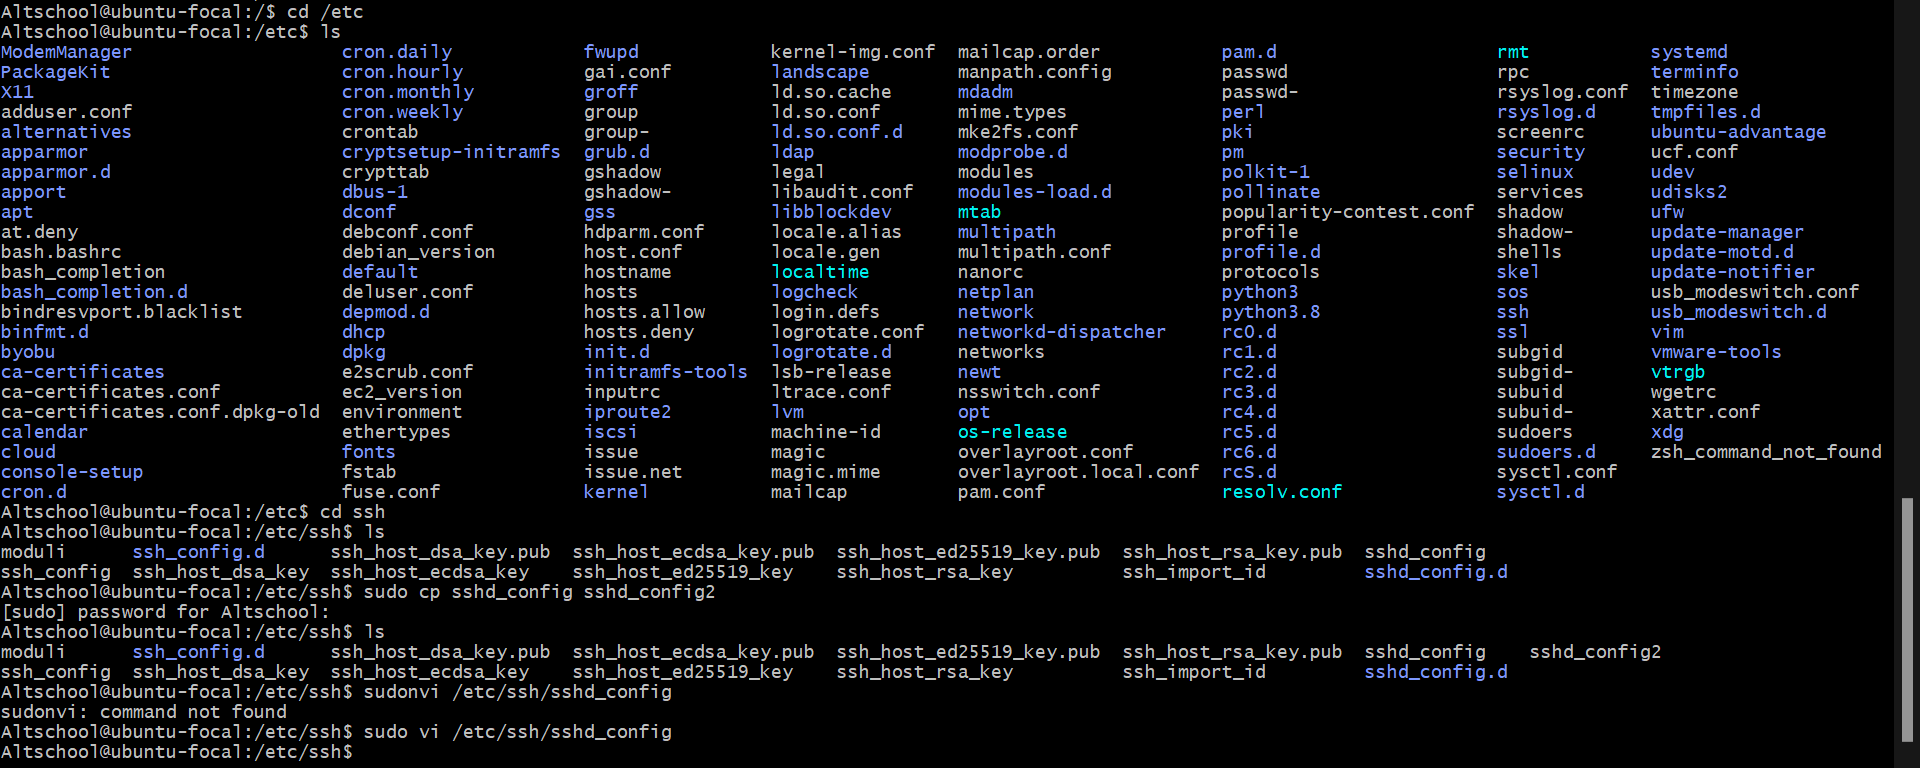 Altschool@ubuntu-focal:/$ cd /etc
Altschool@ubuntu-focal:/etc$ ls
ModemManager cron.daily fwupd kernel-img.conf mailcap.order pam.d rmt systemd
PackageKit cron.hourly gai.conf landscape manpath.config passwd rpc terminfo
X11 cron.monthly groff ld.so.cache mdadm passwd- rsyslog.conf timezone
adduser.conf cron.weekly group ld.so.conf mime.types perl rsyslog.d tmpfiles.d
alternatives crontab group- ld.so.conf.d mke2fs.conf pki screenrc ubuntu-advantage
apparmor cryptsetup-initramfs grub.d ldap modprobe.d pm security ucf.conf
apparmor.d crypttab gshadow legal modules polkit-1 selinux udev
apport dbus-1 gshadow- libaudit.conf modules-load.d pollinate services udisks2
apt dconf gss libblockdev mtab popularity-contest.conf shadow ufw
at.deny debconf.conf hdparm.conf locale.alias multipath profile shadow- update-manager
bash.bashrc debian_version host.conf locale.gen multipath.conf profile.d shells update-motd.d
bash_completion default hostname localtime nanorc protocols skel update-notifier
bash_completion.d deluser.conf hosts logcheck netplan python3 sos usb_modeswitch.conf
bindresvport.blacklist depmod.d hosts.allow login.defs network python3.8 ssh usb_modeswitch.d
binfmt.d dhcp hosts.deny logrotate.conf networkd-dispatcher rc0.d ssl vim
byobu dpkg init.d logrotate.d networks rc1.d subgid vmware-tools
ca-certificates e2scrub.conf initramfs-tools lsb-release newt rc2.d subgid- vtrgb
ca-certificates.conf ec2_version inputrc ltrace.conf nsswitch.conf rc3.d subuid wgetrc
ca-certificates.conf.dpkg-old environment iproute2 lvm opt rc4.d subuid- xattr.conf
calendar ethertypes iscsi machine-id os-release rc5.d sudoers xdg
cloud fonts issue magic overlayroot.conf rc6.d sudoers.d zsh_command_not_found
console-setup fstab issue.net magic.mime overlayroot.local.conf rcS.d sysctl.conf
cron.d fuse.conf kernel mailcap pam.conf resolv.conf sysctl.d
Altschool@ubuntu-focal:/etc$ cd ssh
Altschool@ubuntu-focal:/etc/ssh$ ls
moduli ssh_config.d ssh_host_dsa_key.pub ssh_host_ecdsa_key.pub ssh_host_ed25519_key.pub ssh_host_rsa_key.pub sshd_config
ssh_config ssh_host_dsa_key ssh_host_ecdsa_key ssh_host_ed25519_key ssh_host_rsa_key ssh_import_id sshd_config.d
Altschool@ubuntu-focal:/etc/ssh$ sudo cp sshd_config sshd_config2
[sudo] password for Altschool:
Altschool@ubuntu-focal:/etc/ssh$ ls
moduli ssh_config.d ssh_host_dsa_key.pub ssh_host_ecdsa_key.pub ssh_host_ed25519_key.pub ssh_host_rsa_key.pub sshd_config sshd_config2
ssh_config ssh_host_dsa_key ssh_host_ecdsa_key ssh_host_ed25519_key ssh_host_rsa_key ssh_import_id sshd_config.d
Altschool@ubuntu-focal:/etc/ssh$ sudonvi /etc/ssh/sshd_config
sudonvi: command not found
Altschool@ubuntu-focal:/etc/ssh$ sudo vi /etc/ssh/sshd_config
Altschool@ubuntu-focal:/etc/ssh$